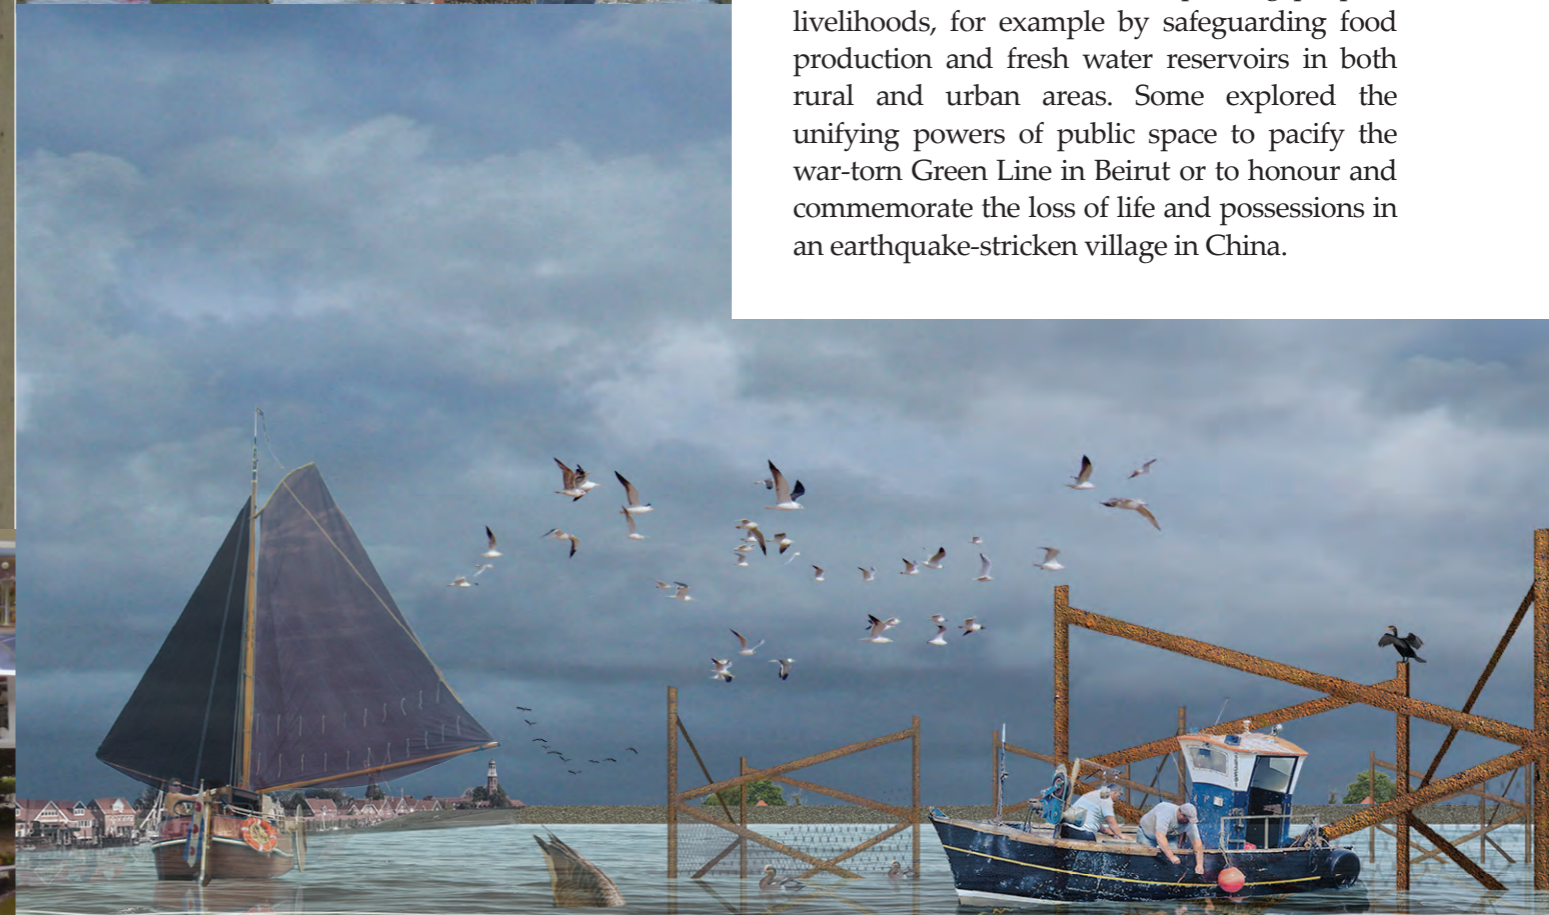 livelihoods, for example by safeguarding food
production and fresh water reservoirs in both
rural and urban areas. Some explored the
unifying powers of public space to pacify the
war-torn Green Line in Beirut or to honour and
commemorate the loss of life and possessions in
an earthquake-stricken village in China.